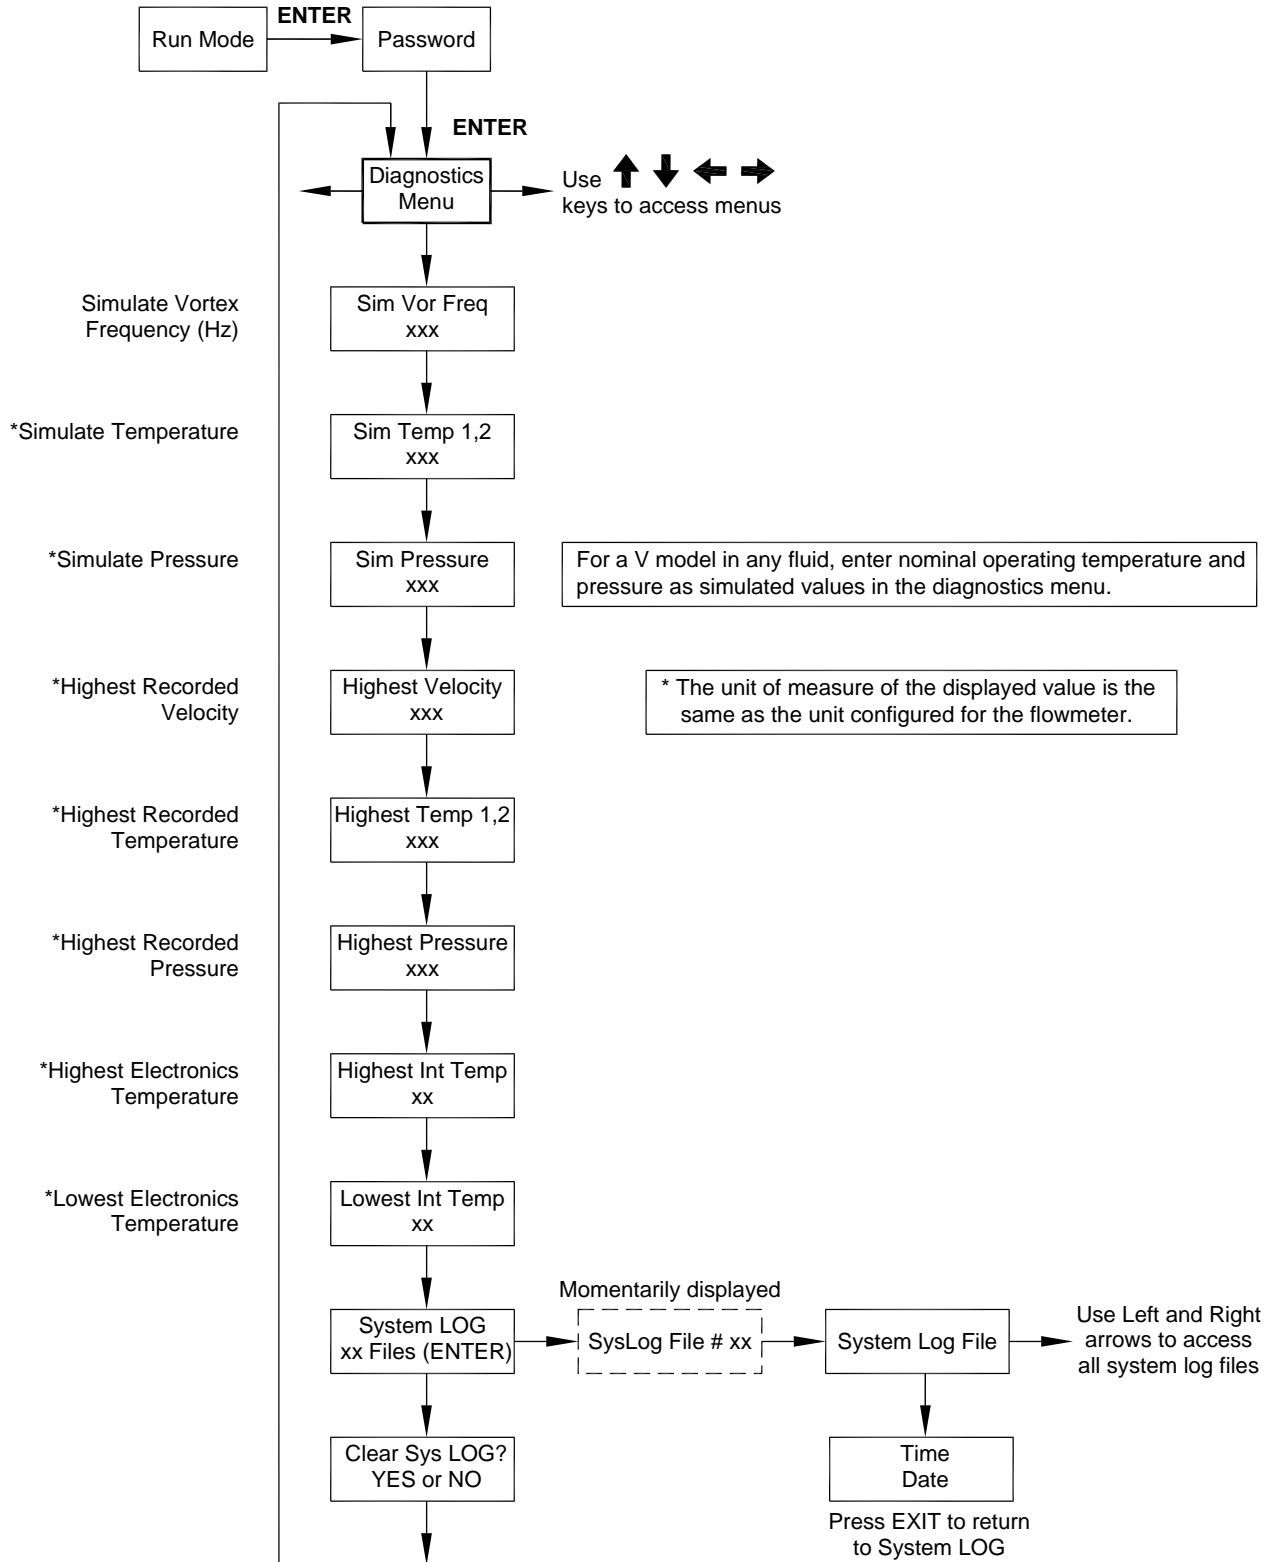 ENTER
Run Mode
Password
ENTER
Diagnostics
Menu
Use
keys to access menus
Simulate Vortex
Frequency (Hz)
Sim Vor Freq
xxx
*Simulate Temperature
Sim Temp 1,2
xxx
*Simulate Pressure
Sim Pressure
xxx
For a V model in any fluid, enter nominal operating temperature and
pressure as simulated values in the diagnostics menu.
*Highest Recorded
Velocity
Highest Velocity
xxx
* The unit of measure of the displayed value is the
same as the unit configured for the flowmeter.
*Highest Recorded
Temperature
Highest Temp 1,2
xxx
*Highest Recorded
Pressure
Highest Pressure
xxx
*Highest Electronics
Temperature
Highest Int Temp
xx
*Lowest Electronics
Temperature
Lowest Int Temp
xx
System LOG
xx Files (ENTER)
Momentarily displayed
SysLog File # xx
System Log File
Use Left and Right
arrows to access
all system log files
Clear Sys LOG?
YES or NO
Time
Date
Press EXIT to return
to System LOG